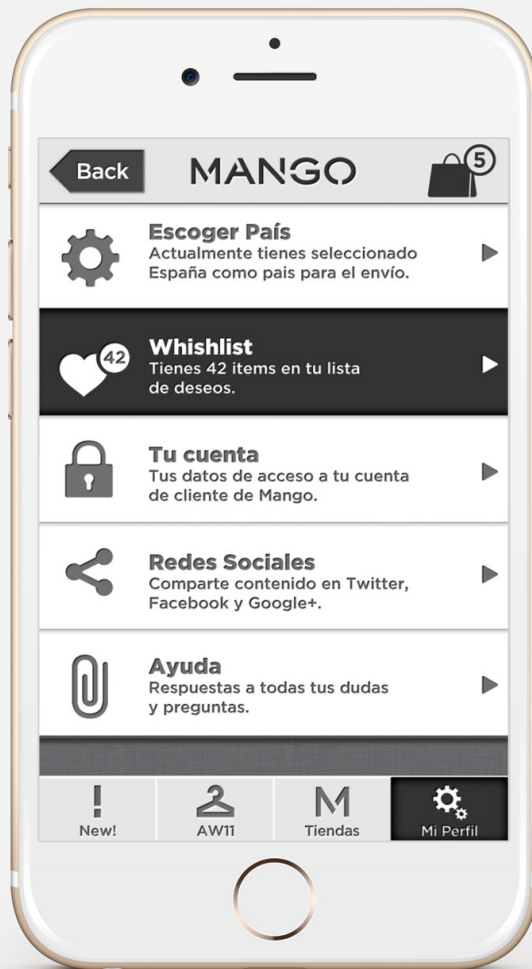 Back
MANGO
5
Escoger País
Actualmente tienes seleccionado
España como pais para el envío.
42
Whishlist
Tienes 42 items en tu lista
de deseos.
Tu cuenta
Tus datos de acceso a tu cuenta
de cliente de Mango.
Redes Sociales
Comparte contenido en Twitter,
Facebook y Google+.
Ayuda
Respuestas a todas tus dudas
y preguntas.
! 
New!
AW11
M
Tiendas
Mi Perfil